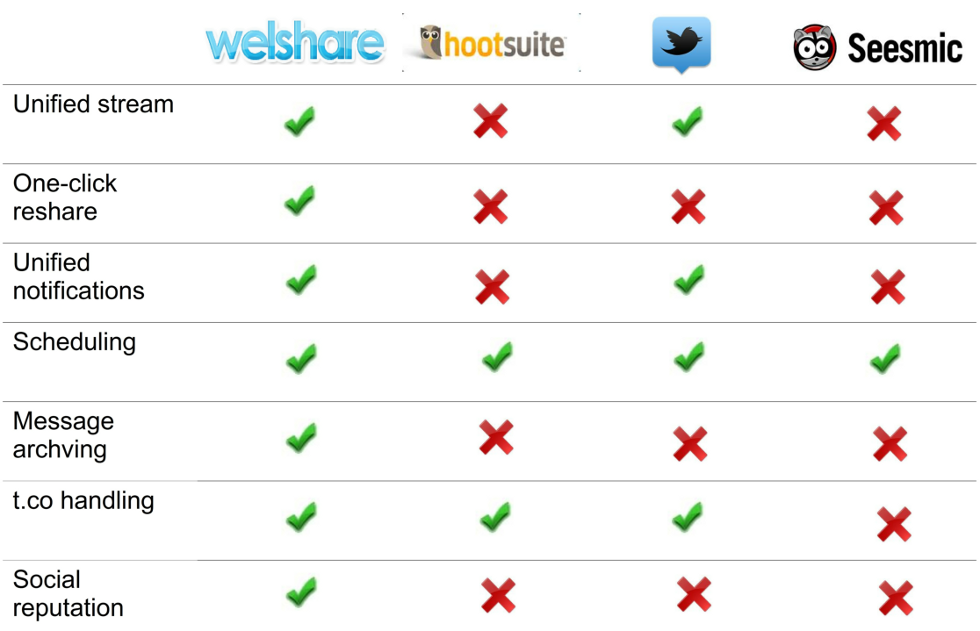 welshare hootsuite Seesmic
Unified stream
One-click
reshare
Unified
notifications
Scheduling
Message
archving
t.co handling
Social
reputation